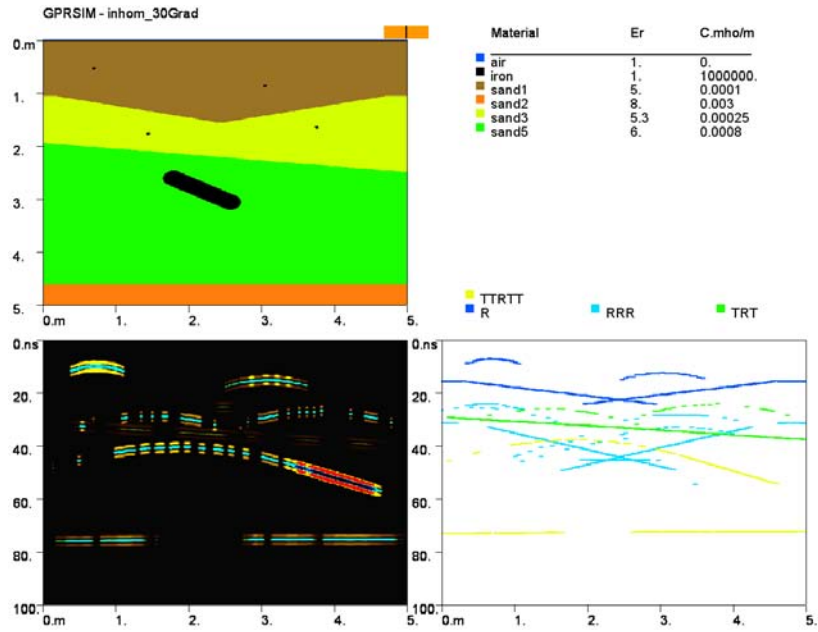 GPRSIM - inhom_30Grad
Material Er C.mho/m
air 1. 0.
iron 1. 1000000.
sand1 5. 0.0001
sand2 8. 0.003
sand3 5.3 0.00025
sand5 6. 0.0008
0.m
1.
2.
3.
4.
5.
0.m 1. 2. 3. 4. 5.
TTRTT
R RRR TRT
0.ns
20.
40.
60.
80.
100.
0.m 1. 2. 3. 4. 5.
0.ns
20.
40.
60.
80.
100.
0.m 1. 2. 3. 4. 5.